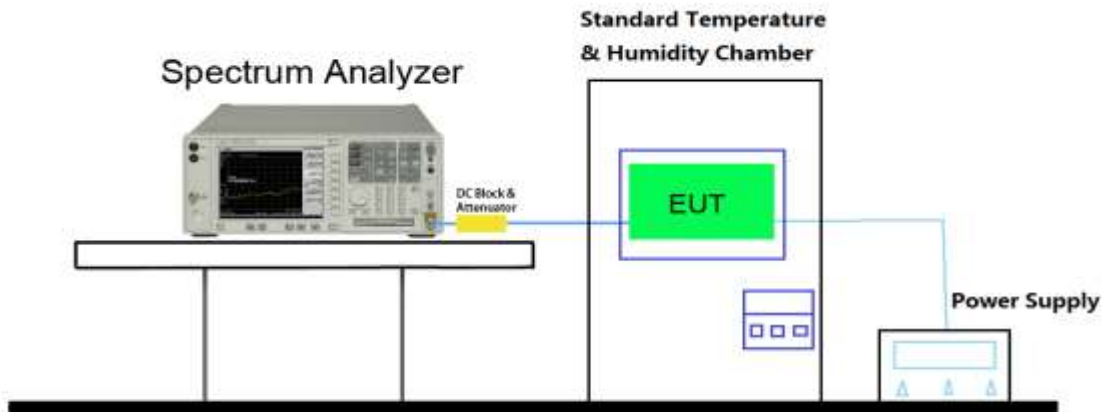 Standard Temperature
& Humidity Chamber
Spectrum Analyzer
DC Block &
Attenuator
EUT
Power Supply